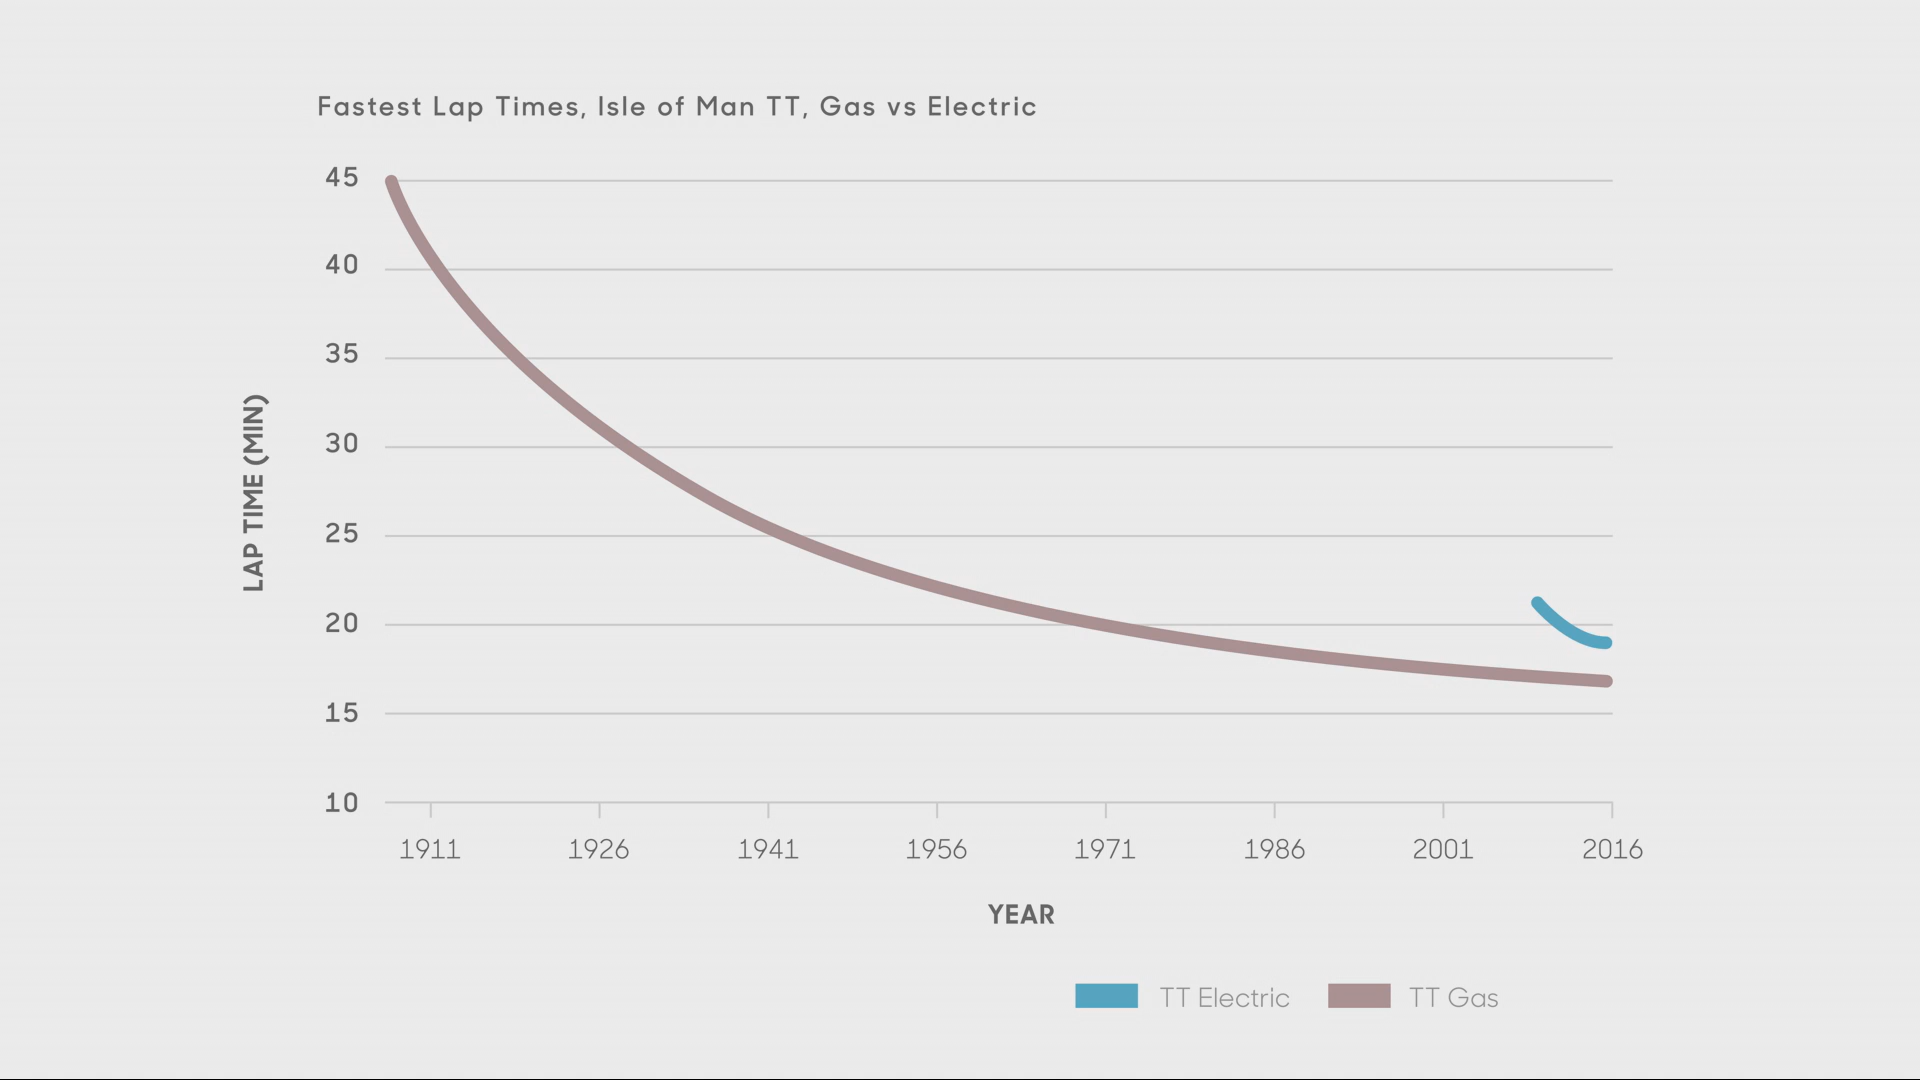 Fastest Lap Times, Isle of Man TT, Gas vs Electric
45
40
35
30
25
20
15
10
LAP TIME (MIN)
1911 1926 1941 1956 1971 1986 2001 2016
YEAR
TT Electric TT Gas